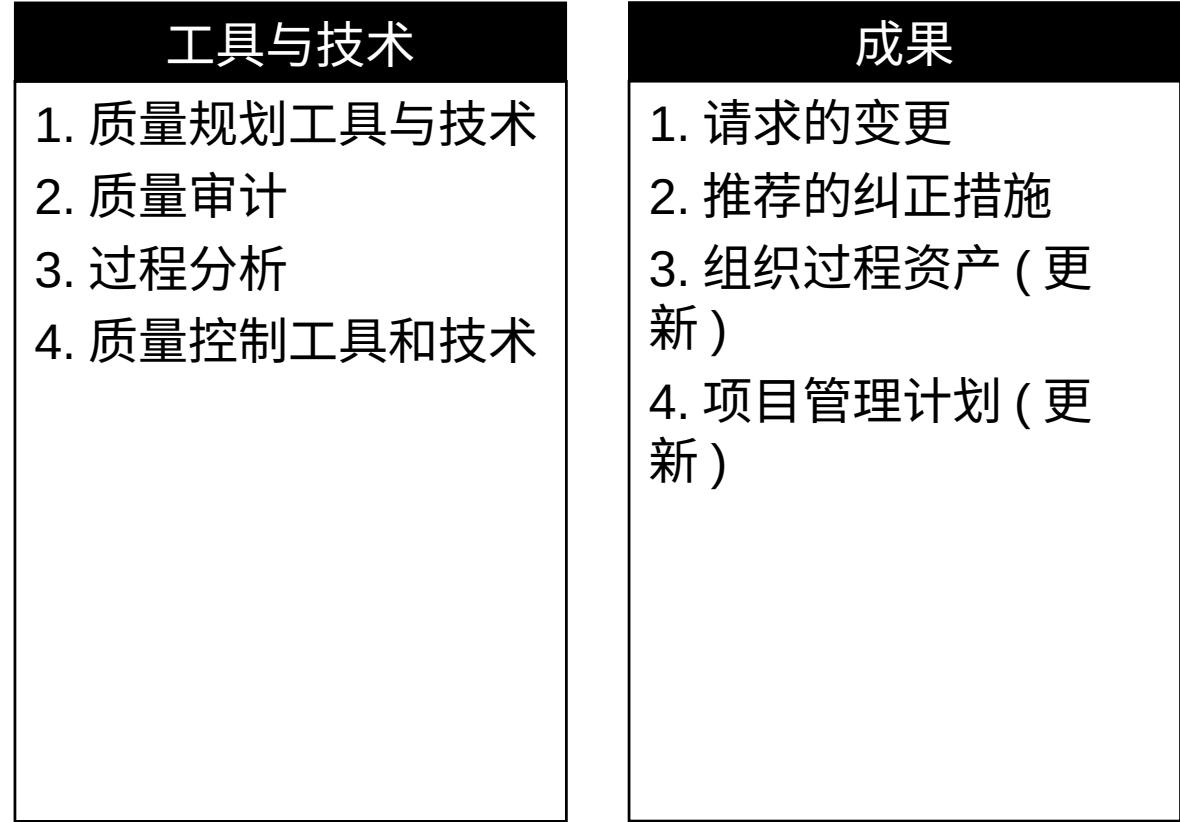 工具与技术
1. 质量规划工具与技术
2. 质量审计
3. 过程分析
4. 质量控制工具和技术
成果
1. 请求的变更
2. 推荐的纠正措施
3. 组织过程资产 ( 更
新 )
4. 项目管理计划 ( 更
新 )